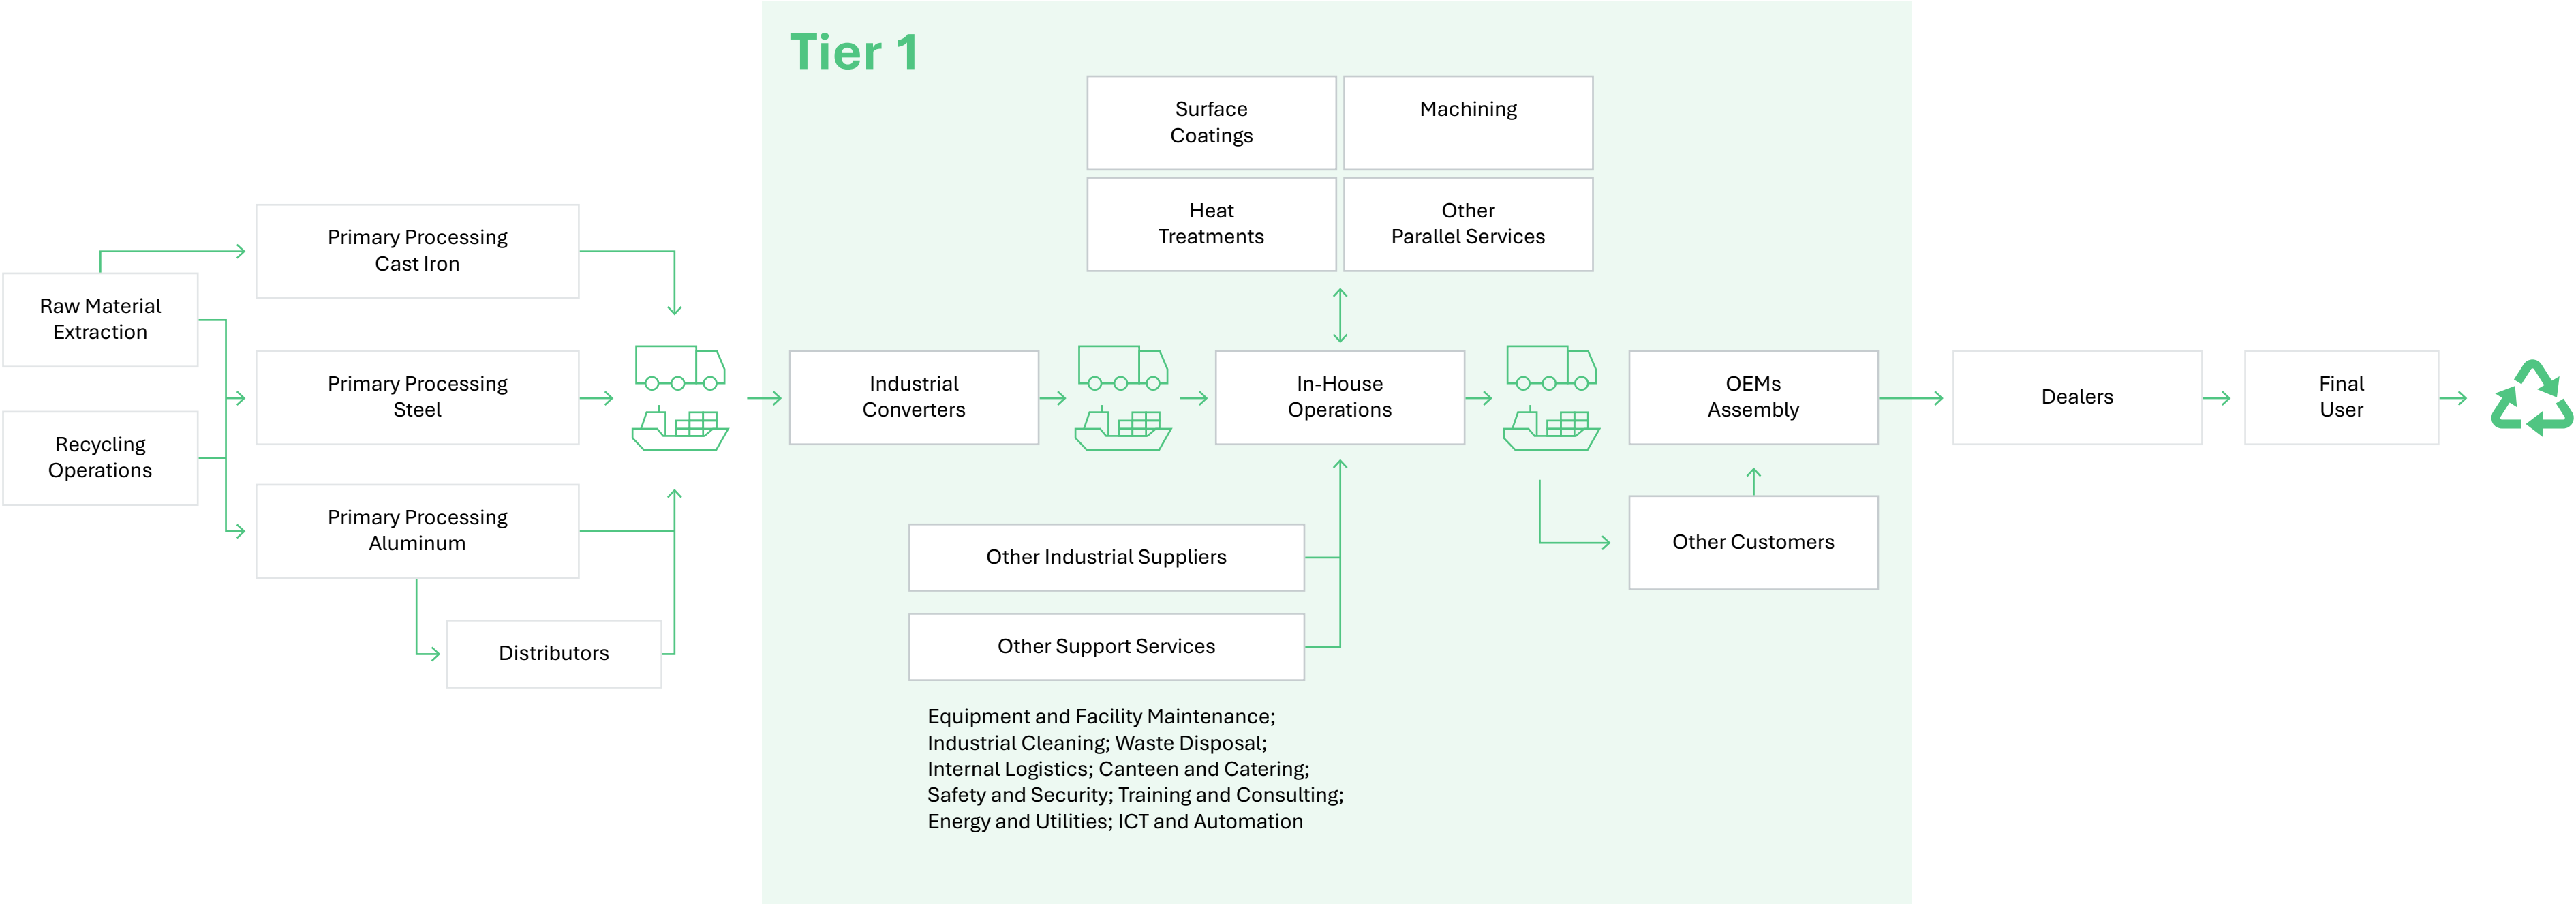 Tier 1
Surface
Coatings
Machining
Heat
Treatments
Other
Parallel Services
Primary Processing
Cast Iron
Raw Material
Extraction
Primary Processing
Steel
Recycling
Operations
Primary Processing
Aluminum
Distributors
Industrial
Converters
In-House
Operations
OEMs
Assembly
Dealers
Final
User
Other Customers
Other Industrial Suppliers
Other Support Services
Equipment and Facility Maintenance;
Industrial Cleaning; Waste Disposal;
Internal Logistics; Canteen and Catering;
Safety and Security; Training and Consulting;
Energy and Utilities; ICT and Automation